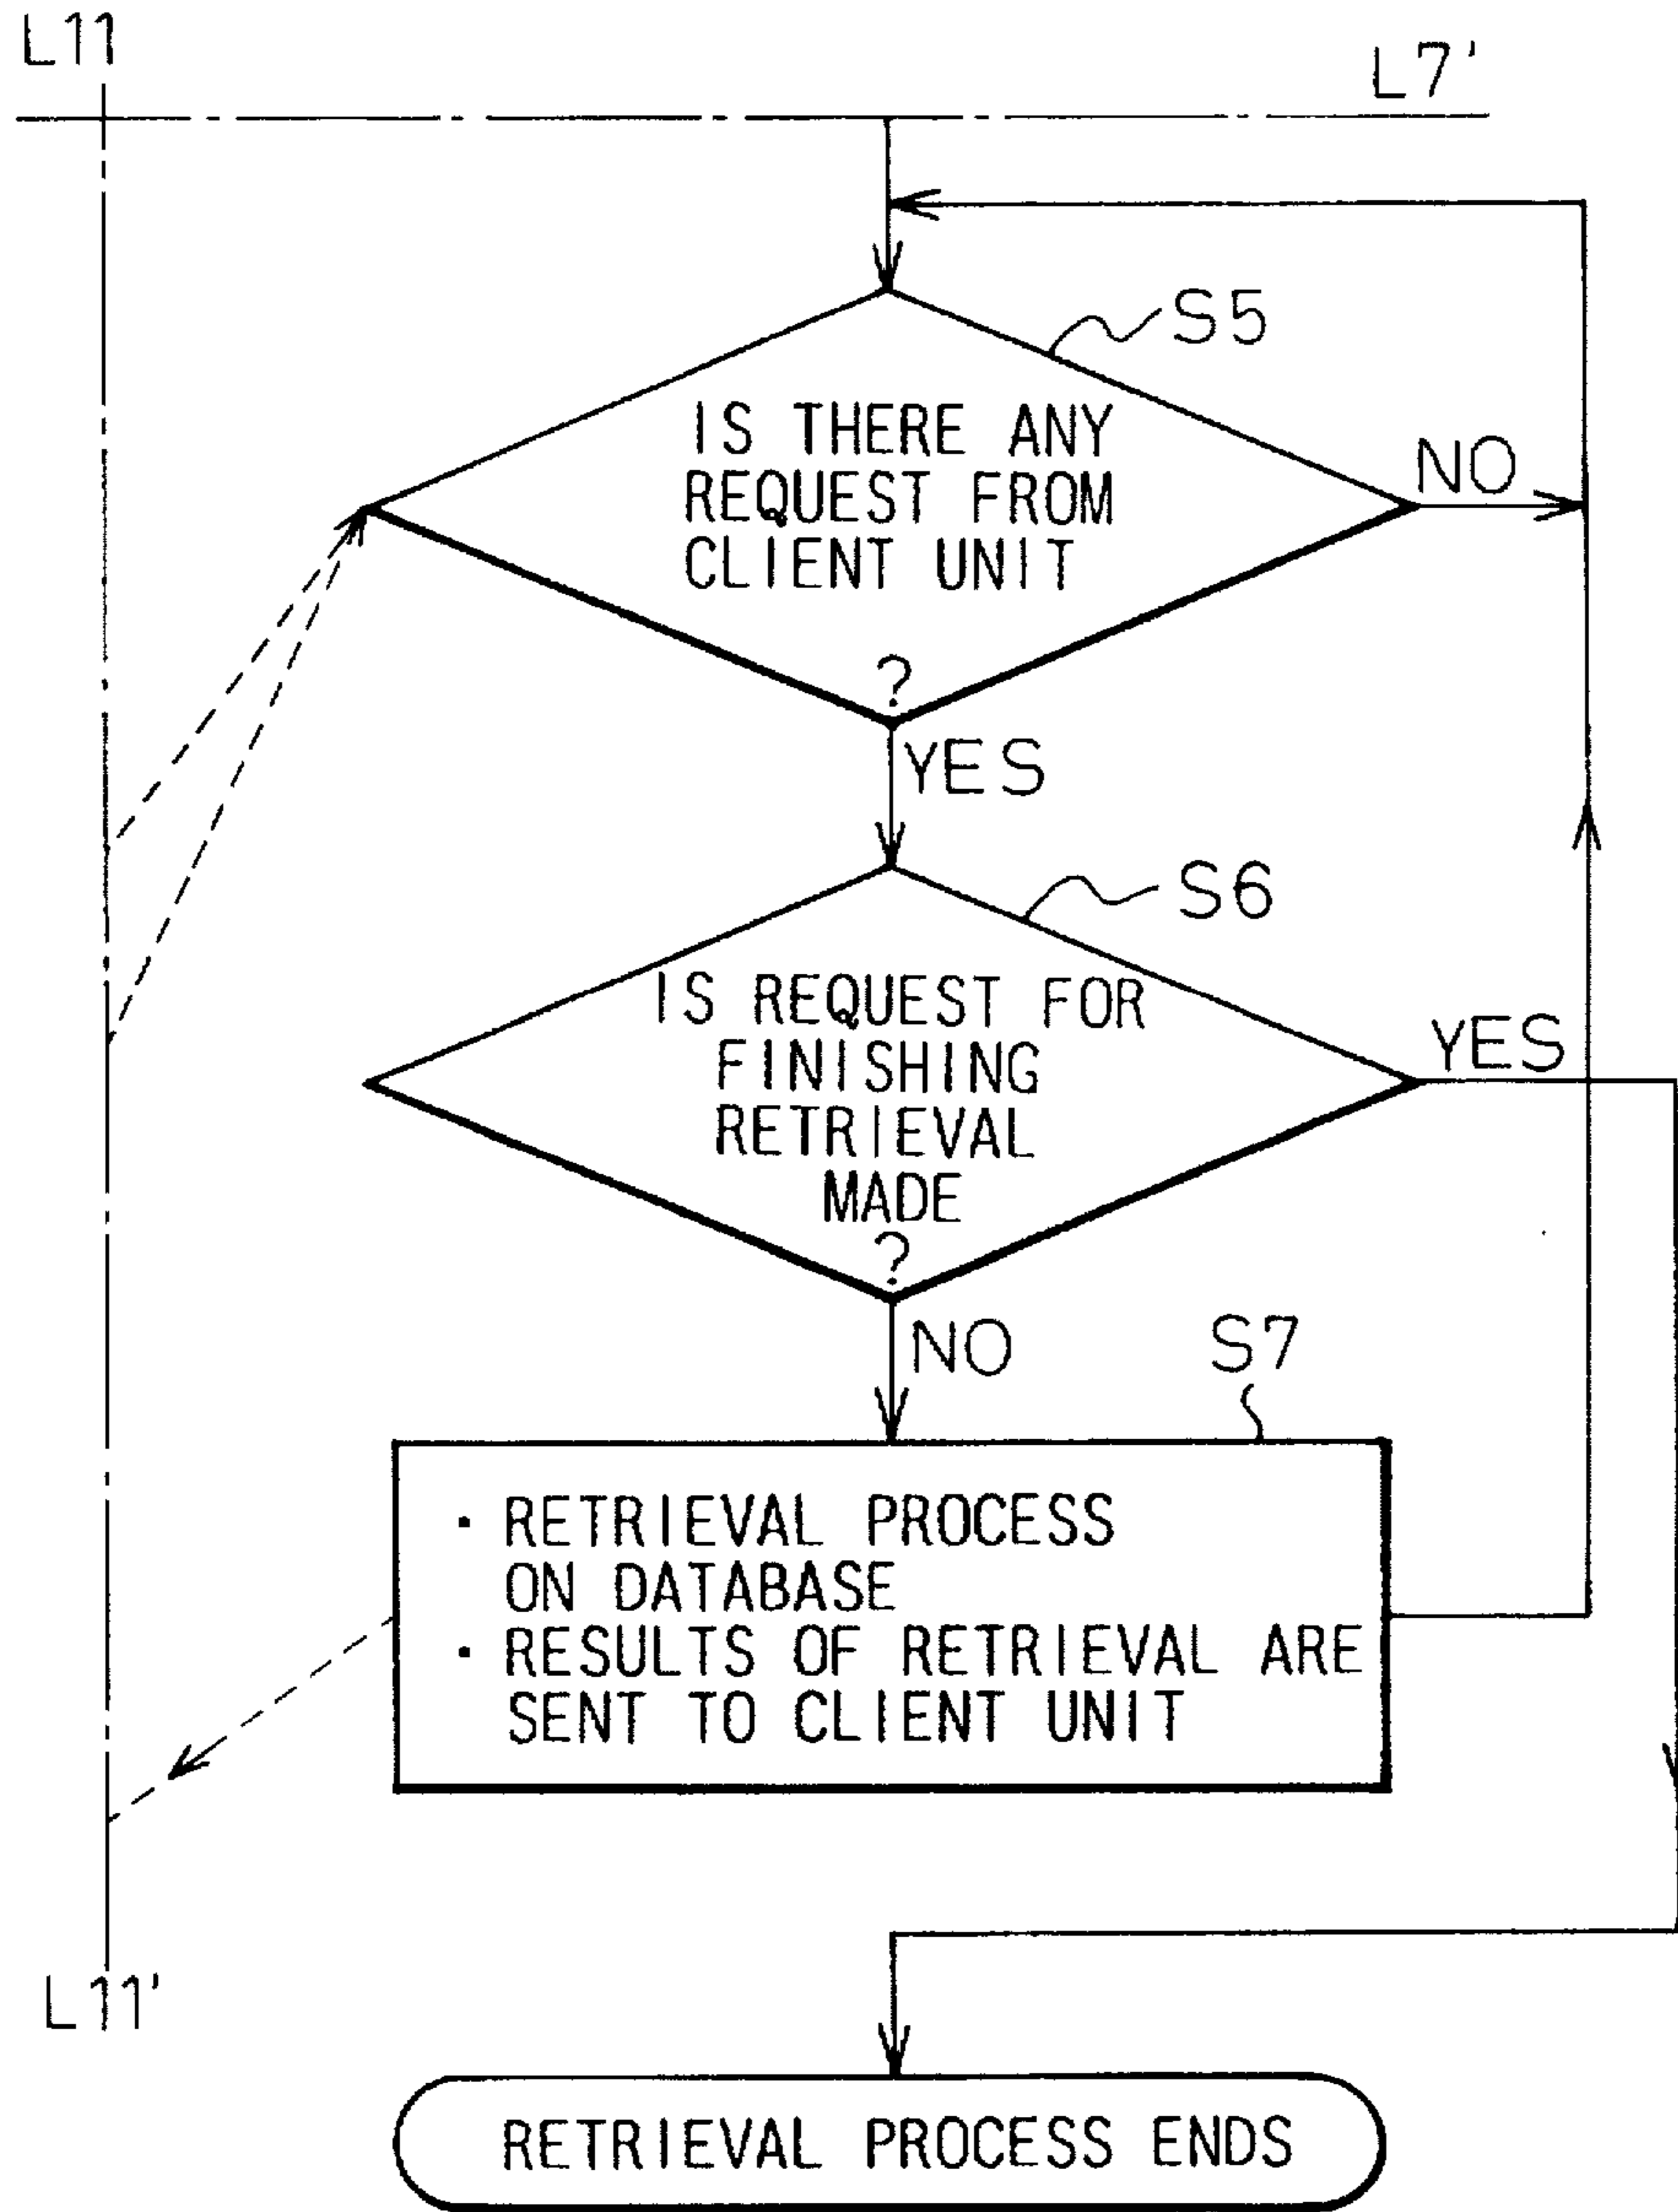 L11
L7'
S5
IS THERE ANY
REQUEST FROM
CLIENT UNIT
?
NO
YES
S6
IS REQUEST FOR
FINISHING
RETRIEVAL
MADE
?
YES
NO
S7
· RETRIEVAL PROCESS
ON DATABASE
· RESULTS OF RETRIEVAL ARE
SENT TO CLIENT UNIT
L11'
RETRIEVAL PROCESS ENDS